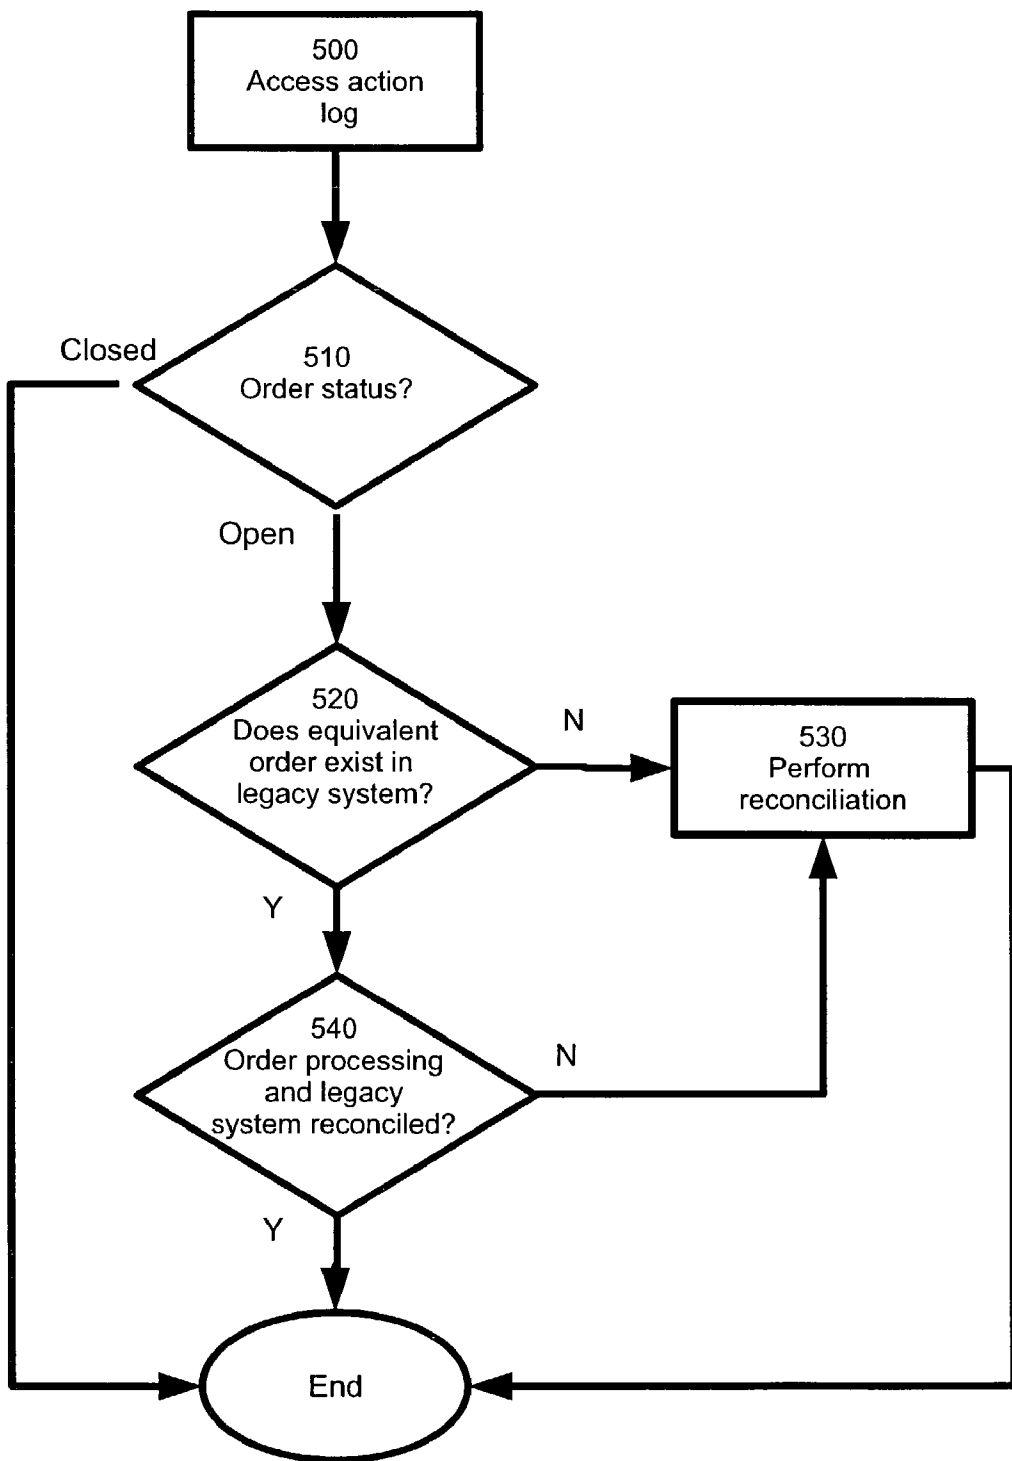 500
Access action
log
Closed
510
Order status?
Open
520
Does equivalent
order exist in
legacy system?
N
530
Perform
reconciliation
Y
540
Order processing
and legacy
system reconciled?
N
Y
End